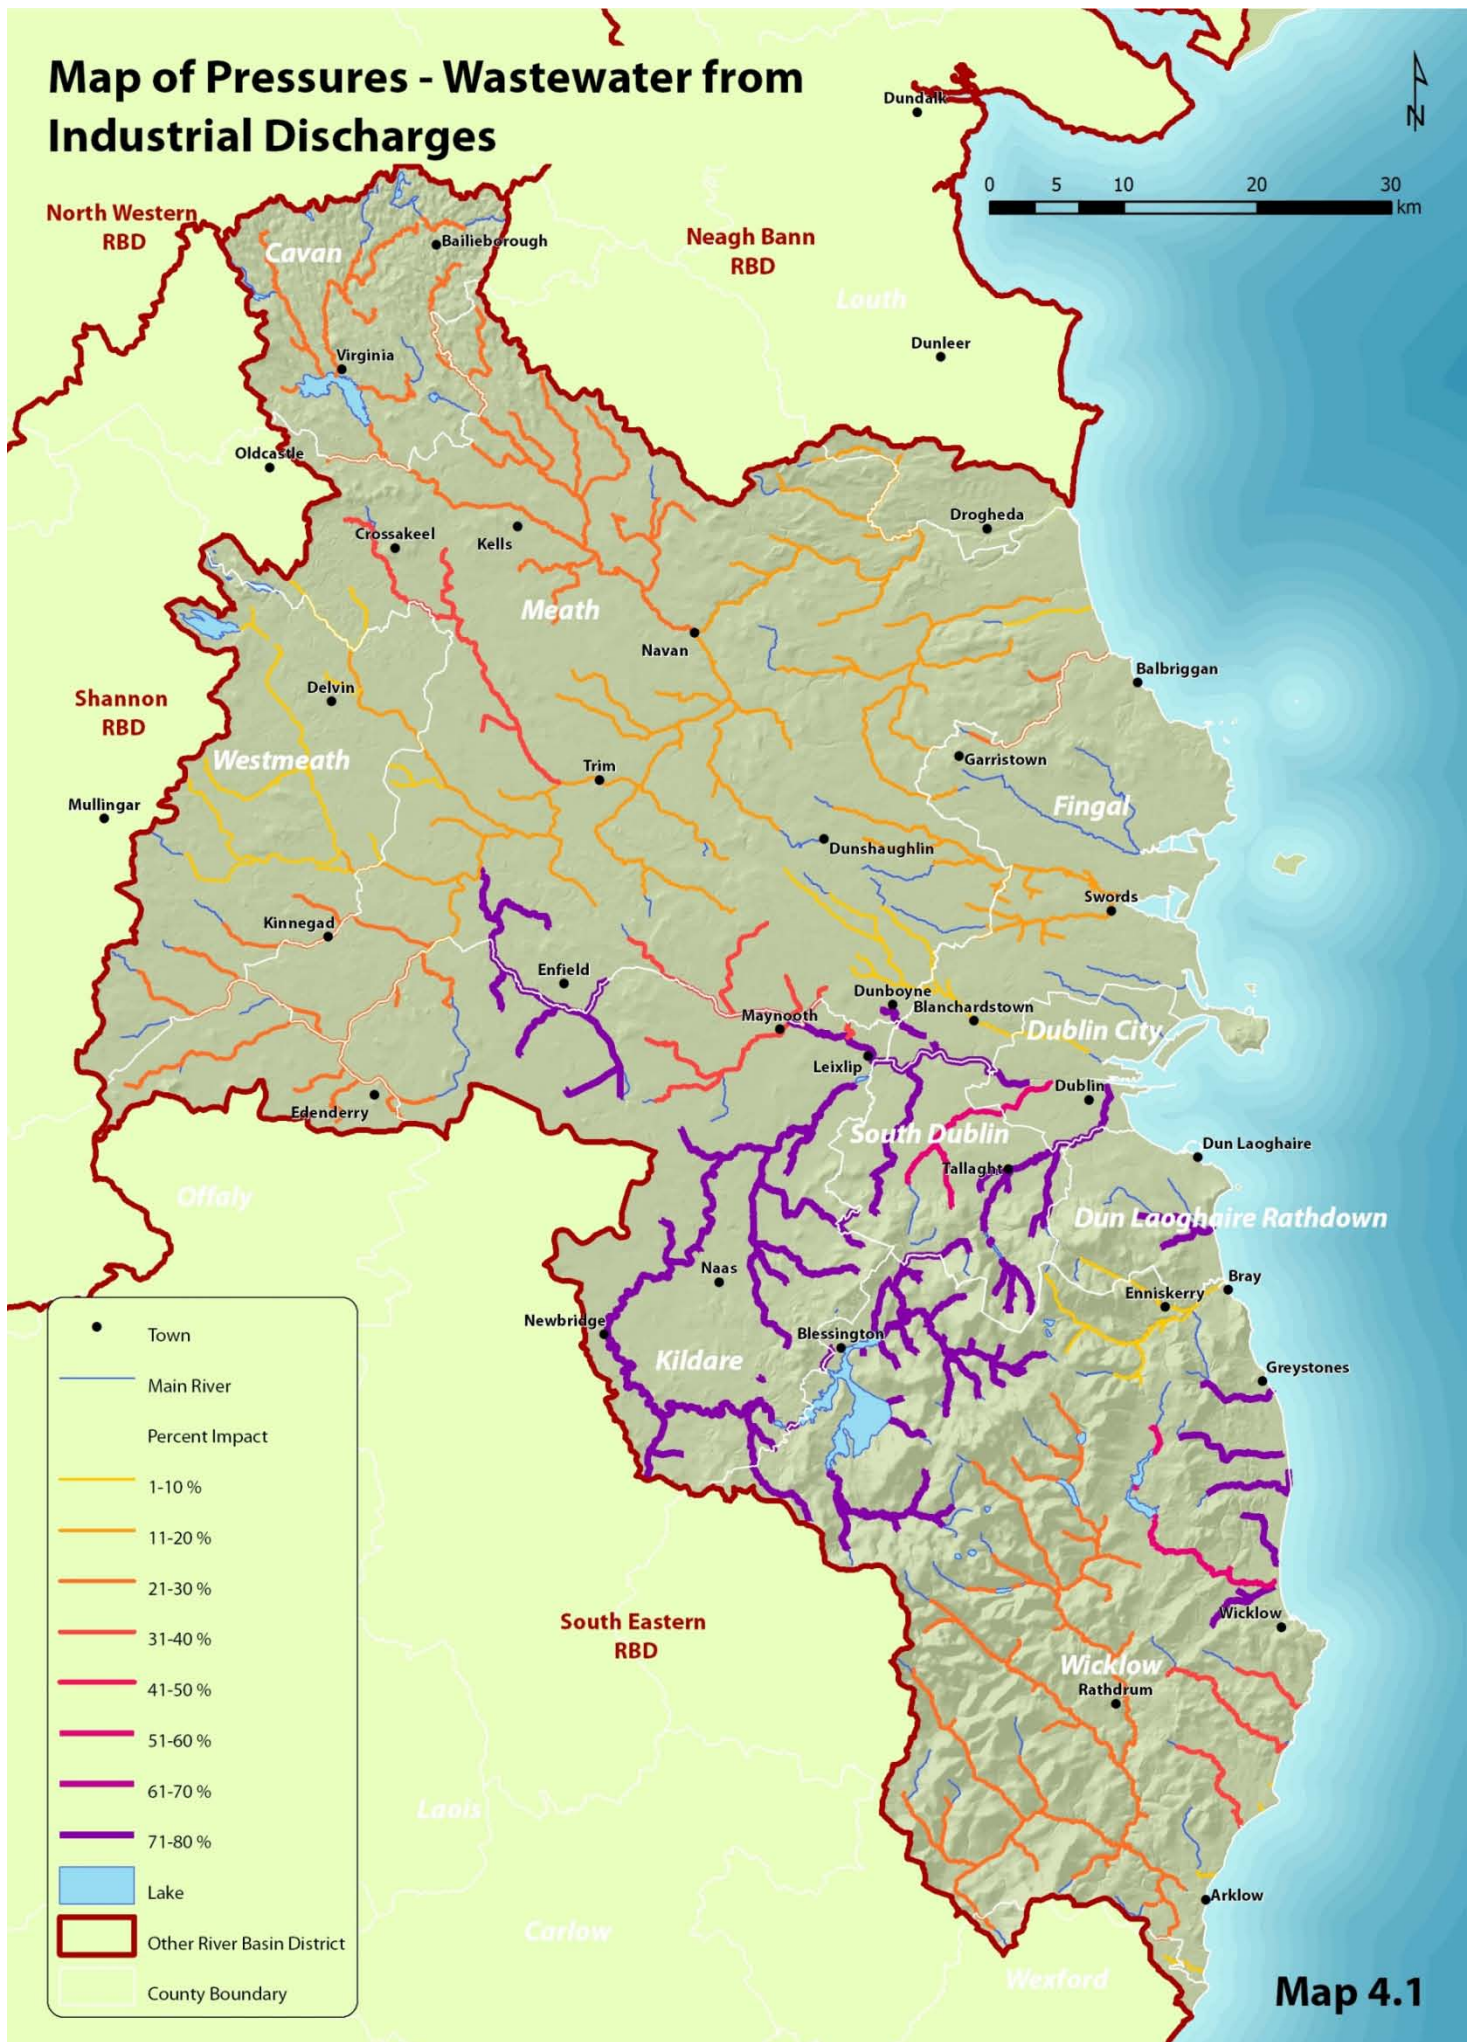 Map of Pressures - Wastewater from
Industrial Discharges
Dundalk
N
0 5 10 20 30
km
North Western
RBD
Cavan
Bailieborough
Neagh Bann
RBD
Louth
Dunleer
Virginia
Oldcastle
Drogheda
Crossakeel
Kells
Meath
Navan
Balbriggan
Shannon
RBD
Delvin
Westmeath
Trim
Garristown
Mullingar
Fingal
Dunshaughlin
Swords
Kinnegad
Enfield
Dunboyne
Blanchardstown
Maynooth
Dublin City
Leixlip
Dublin
Edenderry
South Dublin
Dun Laoghaire
Tallaght
Offaly
Dun Laoghaire Rathdown
Naas
Bray
Enniskerry
Newbridge
Blessington
Kildare
Greystones
Town
Main River
Percent Impact
1-10 %
11-20 %
21-30 %
31-40 %
41-50 %
51-60 %
61-70 %
71-80 %
Lake
Other River Basin District
County Boundary
South Eastern
RBD
Wicklow
Wicklow
Rathdrum
Laois
Arklow
Carlow
Wexford
Map 4.1